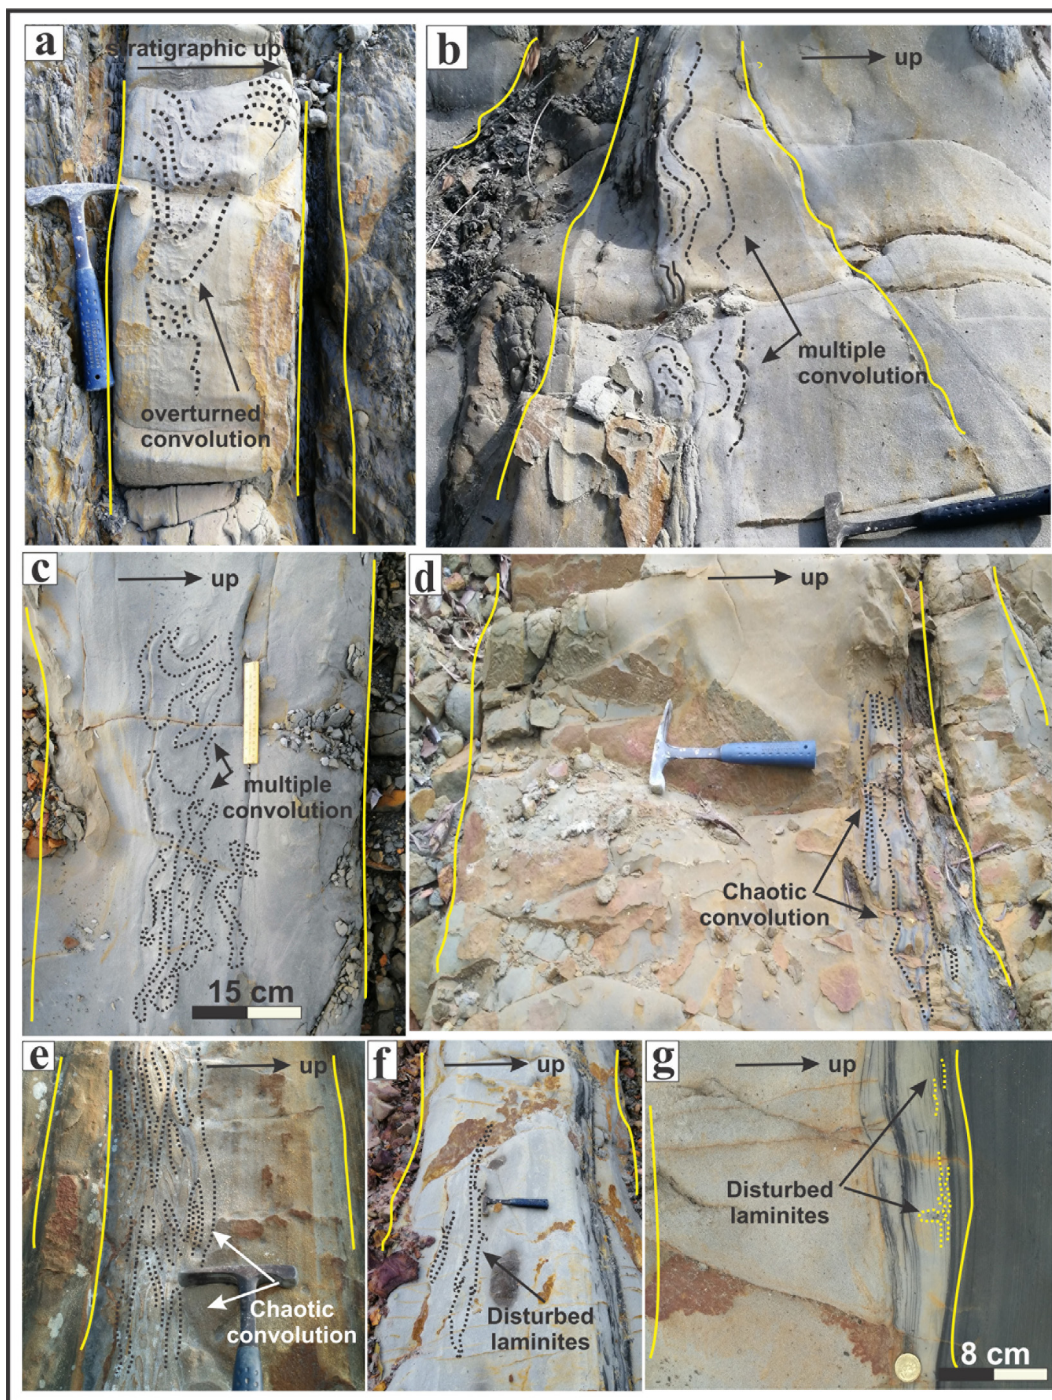 a
stratigraphic up
overturned
convolution
b
up
multiple
convolution
c
up
multiple
convolution
15 cm
d
up
Chaotic
convolution
e
up
Chaotic
convolution
f
up
Disturbed
laminites
g
up
Disturbed
laminites
8 cm